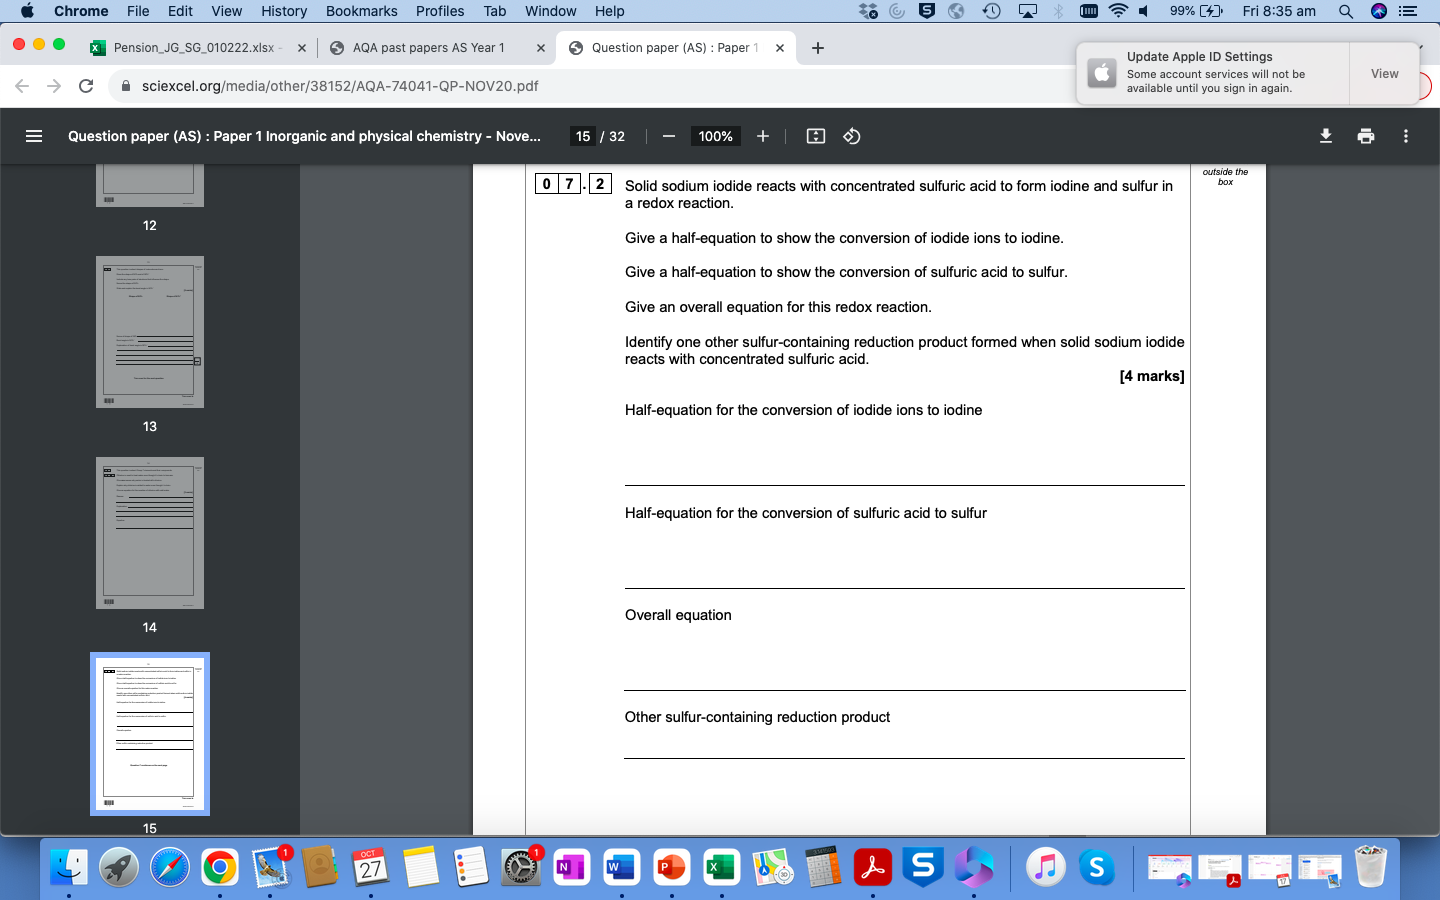 Chrome File Edit View History Bookmarks Profiles Tab Window Help 99% Fri 8:35 am
Pension_JG_SG_010222.xlsx - AQA past papers AS Year 1 Question paper (AS) : Paper 1
Update Apple ID Settings
Some account services will not be
available until you sign in again.
View
sciexcel.org/media/other/38152/AQA-74041-QP-NOV20.pdf
Question paper (AS) : Paper 1 Inorganic and physical chemistry - Nove... 15 / 32 100%
12
13
14
15
outside the
box
0 7 . 2 Solid sodium iodide reacts with concentrated sulfuric acid to form iodine and sulfur in
a redox reaction.
Give a half-equation to show the conversion of iodide ions to iodine.
Give a half-equation to show the conversion of sulfuric acid to sulfur.
Give an overall equation for this redox reaction.
Identify one other sulfur-containing reduction product formed when solid sodium iodide
reacts with concentrated sulfuric acid.
[4 marks]
Half-equation for the conversion of iodide ions to iodine
Half-equation for the conversion of sulfuric acid to sulfur
Overall equation
Other sulfur-containing reduction product
1
OCT
27
1
N
W
P
X
S
3D
S
17